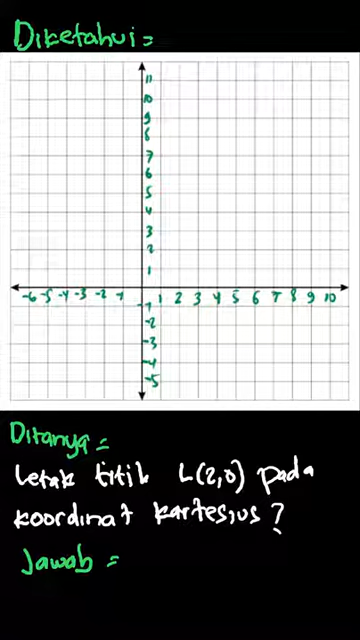 Diketahui=
11
10
9
8
7
6
5
4
3
2
1
-6 -5 -4 -3 -2 -1 1 2 3 4 5 6 7 8 9 10
-1
-2
-3
-4
-5
Ditanya=
Letak titik L(2,0) pada
koordinat kartesius?
Jawab=